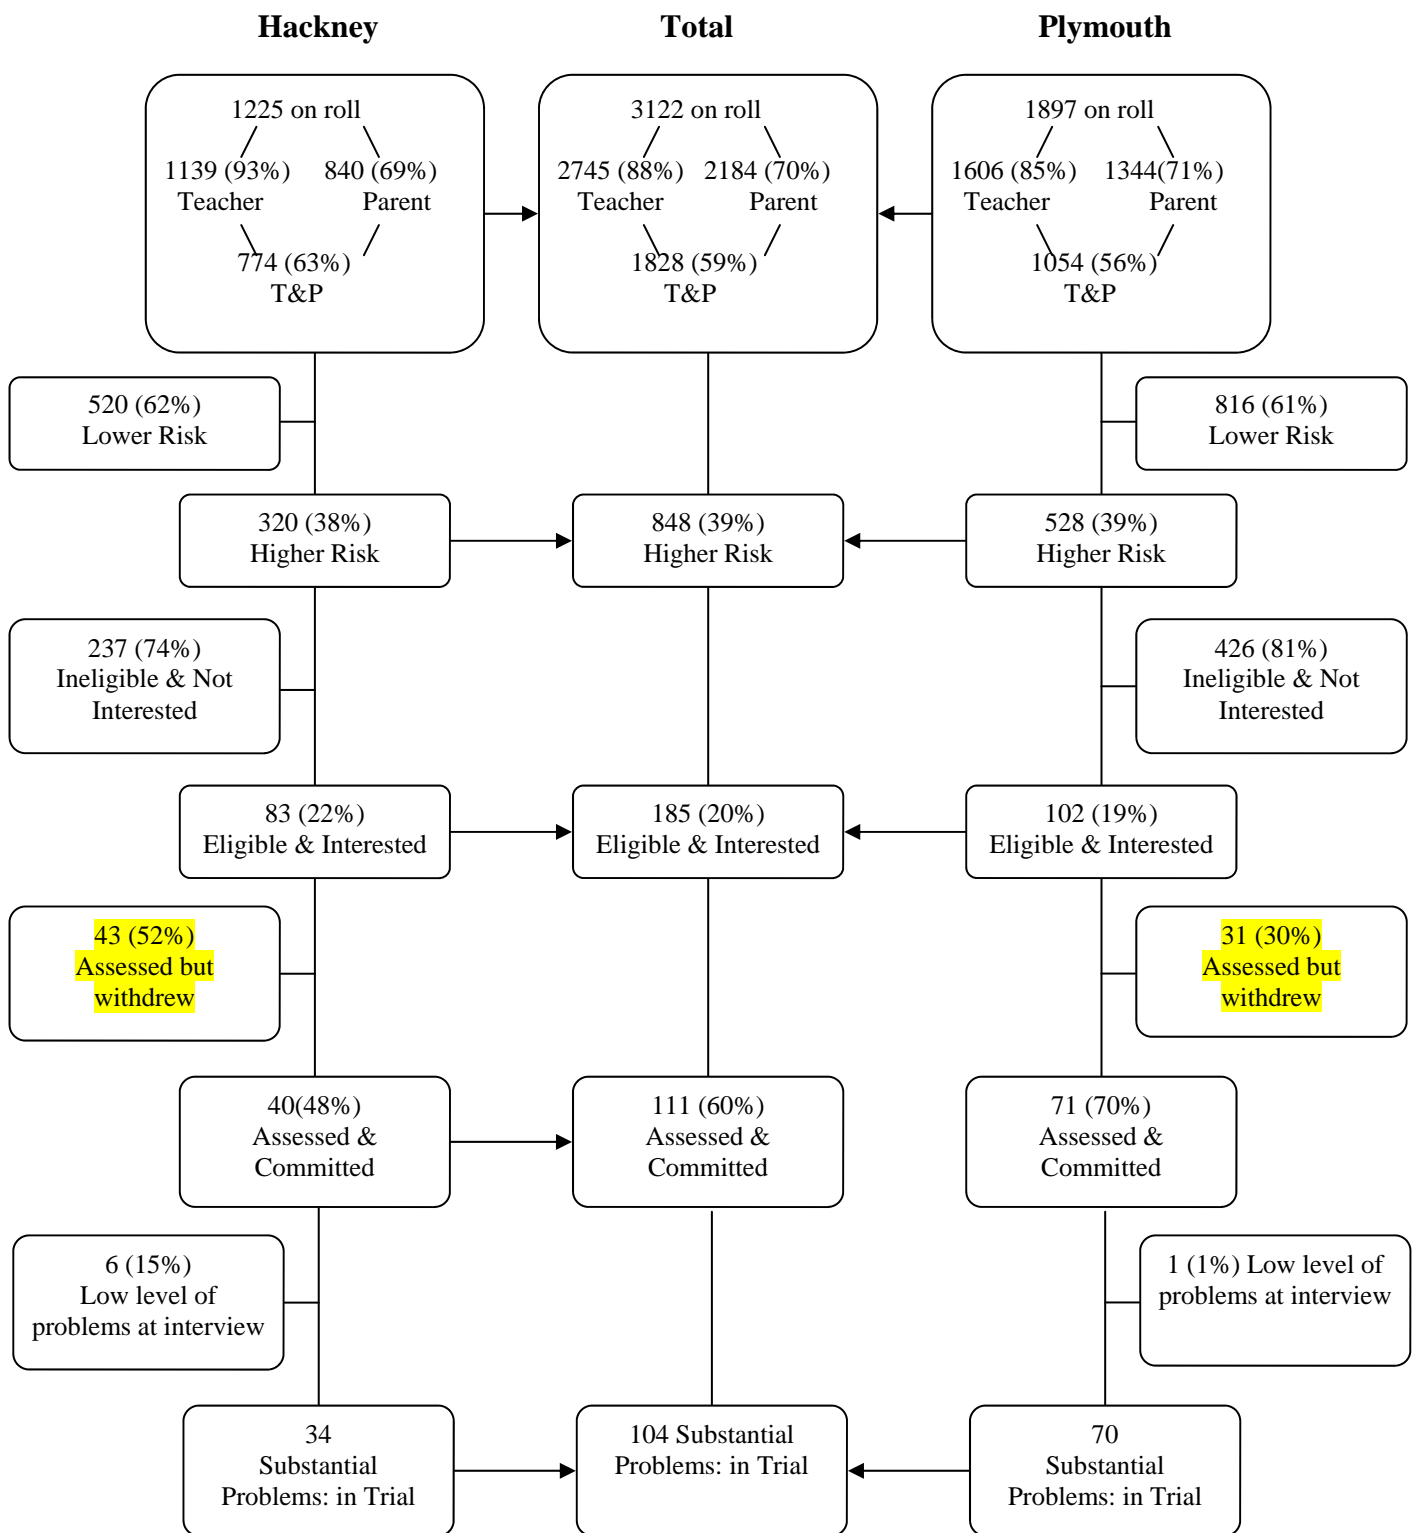 Hackney
Total
Plymouth
1225 on roll
1139 (93%)
840 (69%)
Teacher
Parent
774 (63%)
T&P
3122 on roll
2745 (88%)
2184 (70%)
Teacher
Parent
1828 (59%)
T&P
1897 on roll
1606 (85%)
1344(71%)
Teacher
Parent
1054 (56%)
T&P
520 (62%)
Lower Risk
816 (61%)
Lower Risk
320 (38%)
Higher Risk
848 (39%)
Higher Risk
528 (39%)
Higher Risk
237 (74%)
Ineligible & Not
Interested
426 (81%)
Ineligible & Not
Interested
83 (22%)
Eligible & Interested
185 (20%)
Eligible & Interested
102 (19%)
Eligible & Interested
43 (52%)
Assessed but
withdrew
31 (30%)
Assessed but
withdrew
40(48%)
Assessed &
Committed
111 (60%)
Assessed &
Committed
71 (70%)
Assessed &
Committed
6 (15%)
Low level of
problems at interview
1 (1%) Low level of
problems at interview
34
Substantial
Problems: in Trial
104 Substantial
Problems: in Trial
70
Substantial
Problems: in Trial